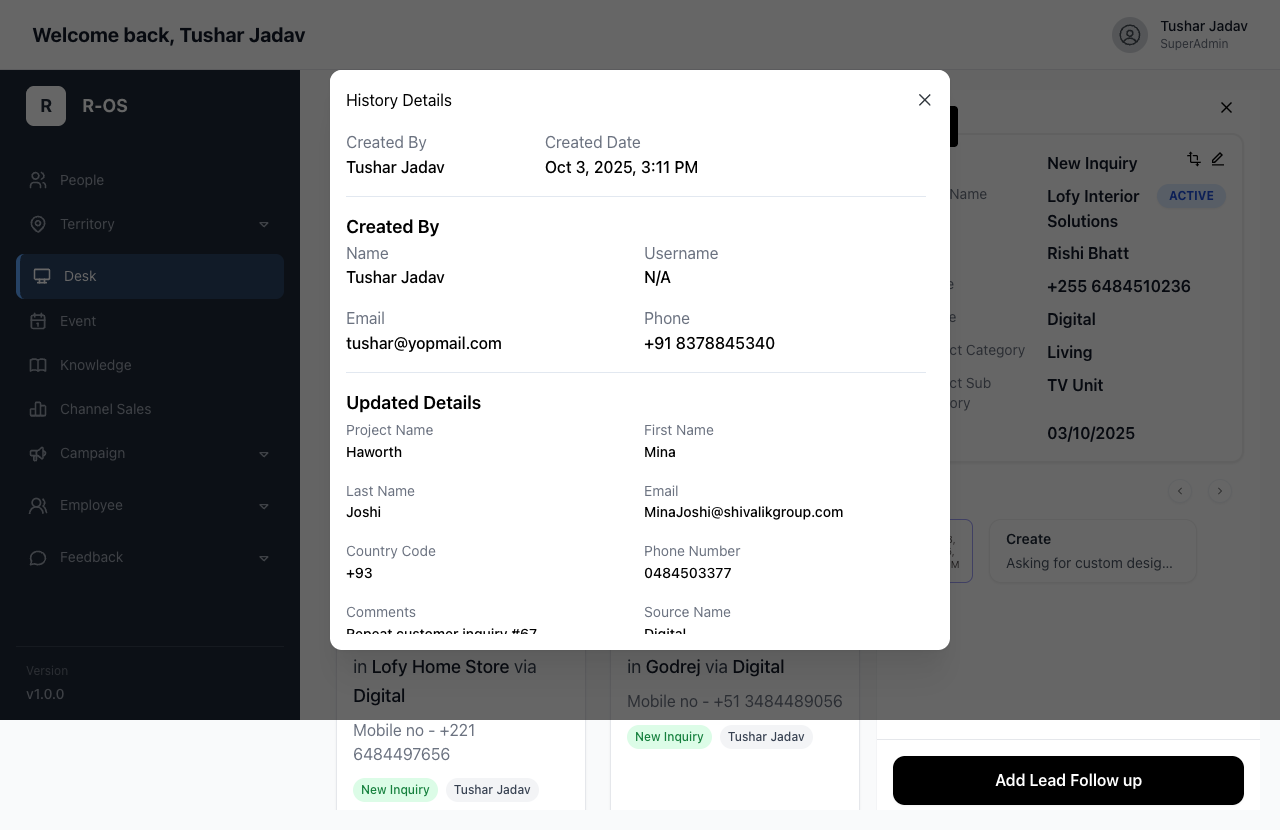 Welcome back, Tushar Jadav
Tushar Jadav
SuperAdmin
R
R-OS
People
Territory
Desk
Event
Knowledge
Channel Sales
Campaign
Employee
Feedback
Version
v1.0.0
History Details
Created By
Created Date
Tushar Jadav
Oct 3, 2025, 3:11 PM
Created By
Name
Username
Tushar Jadav
N/A
Email
Phone
tushar@yopmail.com
+91 8378845340
Updated Details
Project Name
First Name
Haworth
Mina
Last Name
Email
Joshi
MinaJoshi@shivalikgroup.com
Country Code
Phone Number
+93
0484503377
Comments
Source Name
Repeat customer inquiry #67
Digital
New Inquiry
Name
Lofy Interior
Solutions
ACTIVE
Rishi Bhatt
+255 6484510236
Digital
Category
Living
Sub
TV Unit
03/10/2025
Create
Asking for custom desig...
in Lofy Home Store via
Digital
Mobile no - +221
6484497656
New Inquiry
Tushar Jadav
in Godrej via Digital
Mobile no - +51 3484489056
New Inquiry
Tushar Jadav
Add Lead Follow up